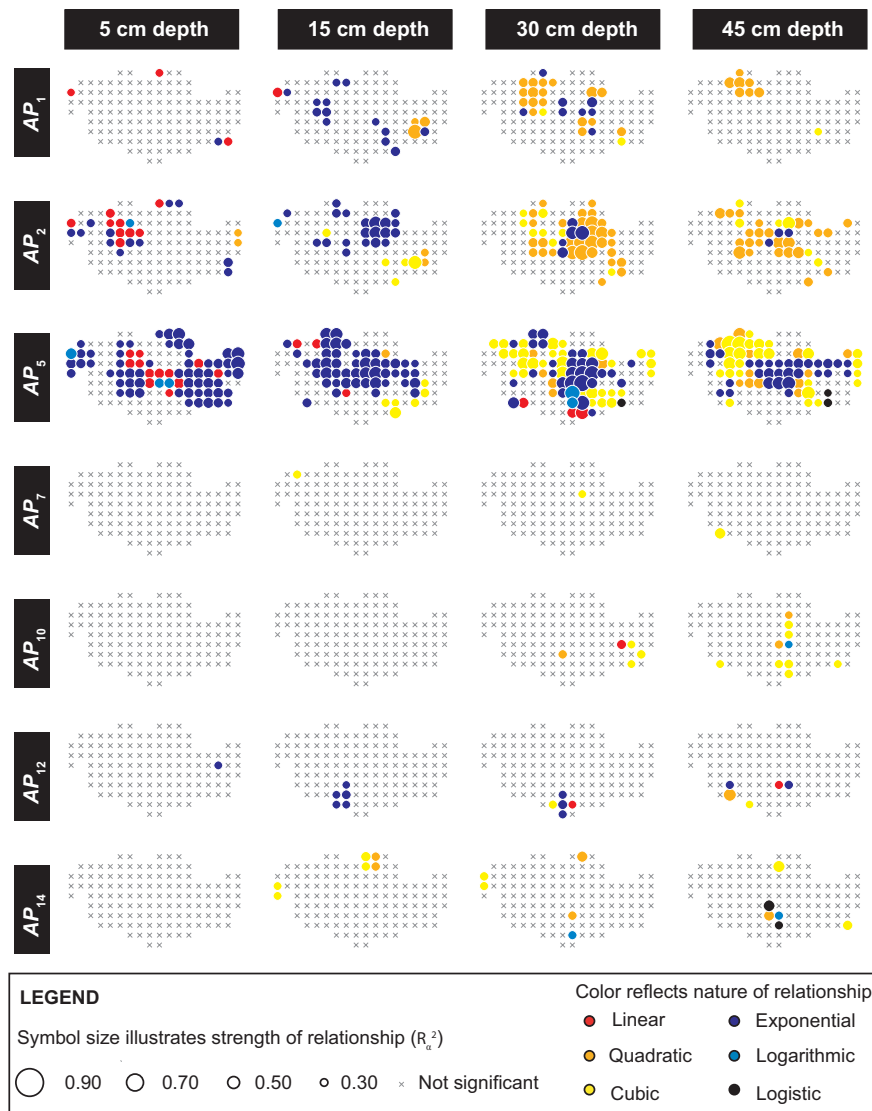 5 cm depth 15 cm depth 30 cm depth 45 cm depth
AP1
AP2
AP5
AP7
AP10
AP12
AP14
LEGEND
Symbol size illustrates strength of relationship (Rα²)
0.90 0.70 0.50 0.30 × Not significant
Color reflects nature of relationship
Linear Exponential
Quadratic Logarithmic
Cubic Logistic